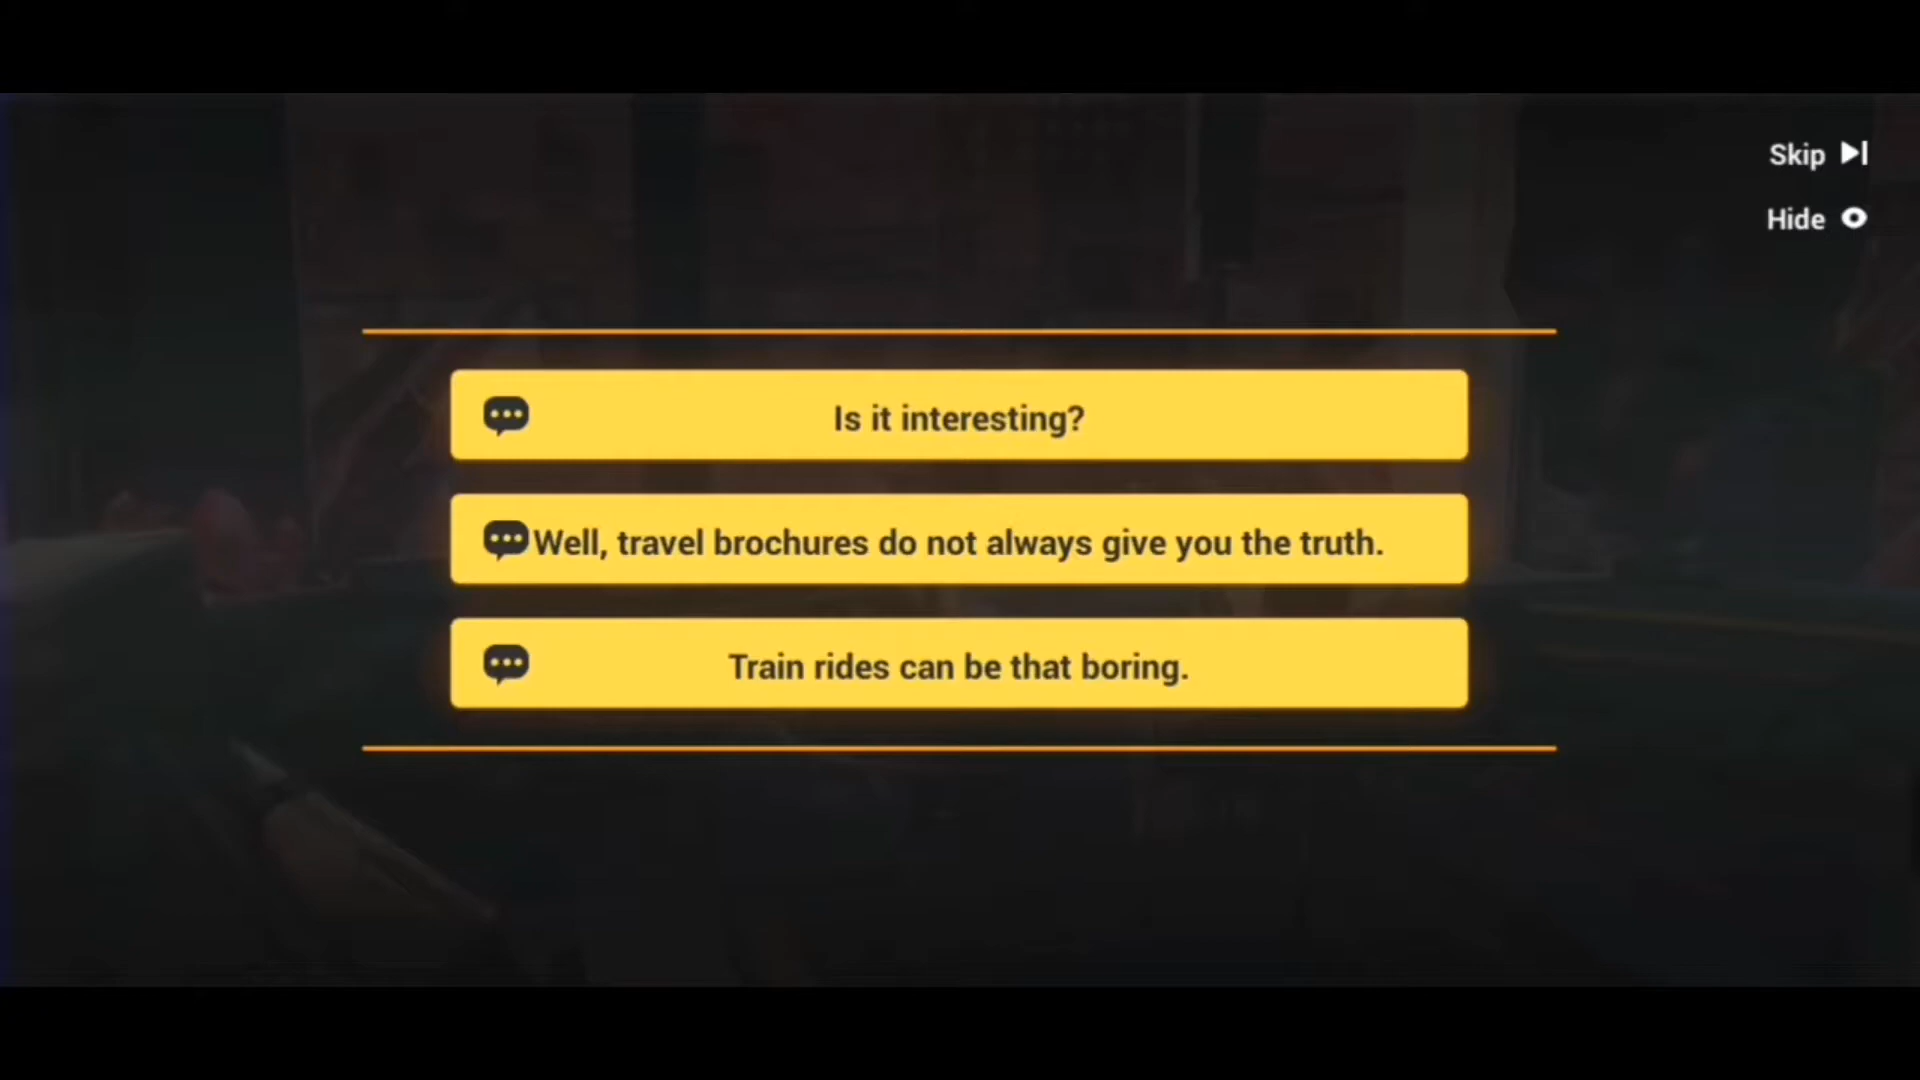 Skip
Hide
Is it interesting?
Well, travel brochures do not always give you the truth.
Train rides can be that boring.